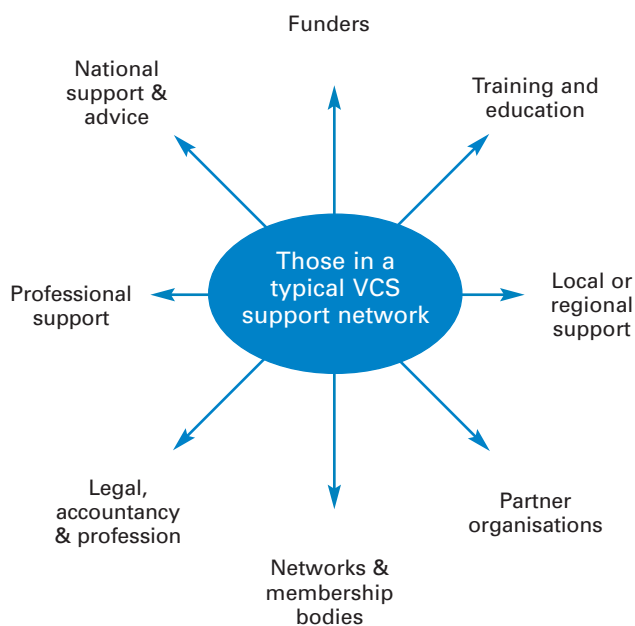 Funders
National
support &
advice
Training and
education
Those in a
typical VCS
support network
Professional
support
Local or
regional
support
Legal,
accountancy
& profession
Partner
organisations
Networks &
membership
bodies